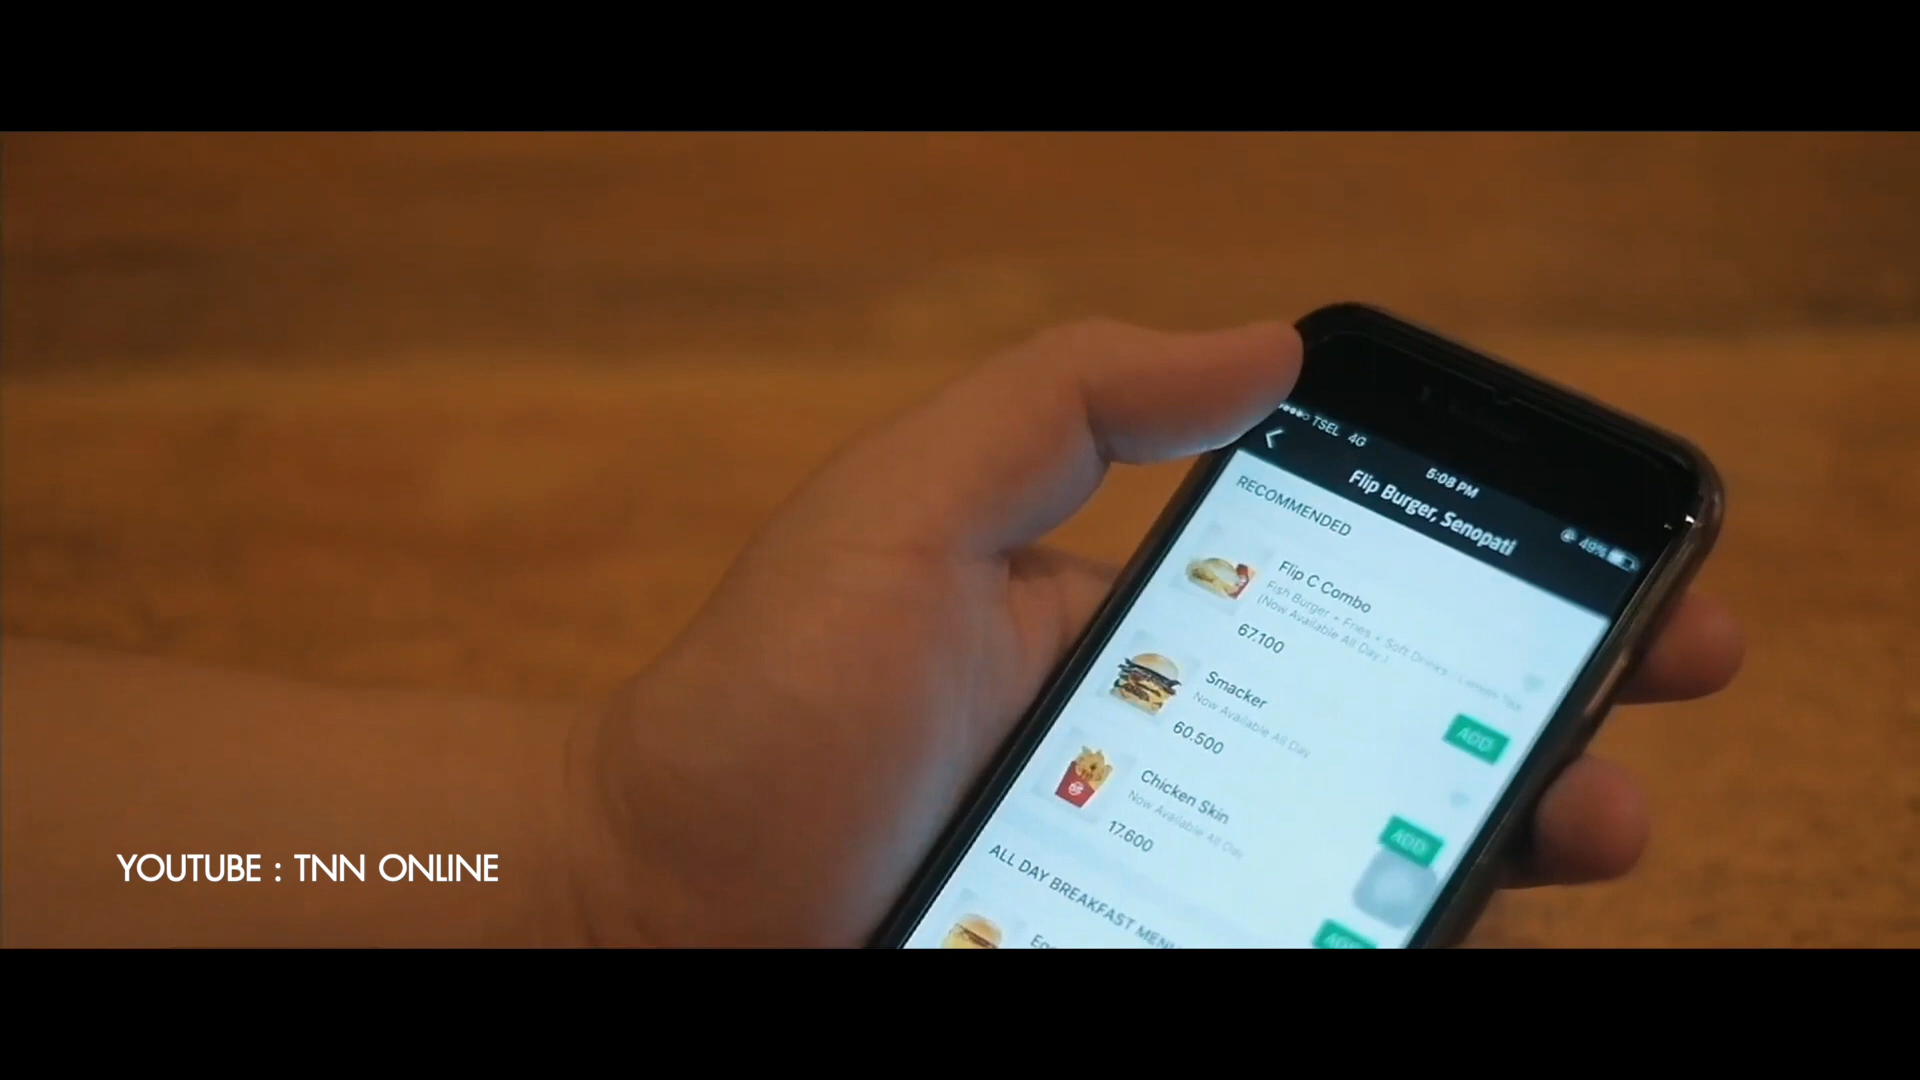 TSEL 4G
5:08 PM
49%
Flip Burger, Senopati
RECOMMENDED
Flip C Combo
Fish Burger + Fries + Soft Drinks
(Now Available All Day)
67.100
ADD
Smacker
Now Available All Day
60.500
ADD
Chicken Skin
Now Available All Day
17.600
ADD
ALL DAY BREAKFAST MENU
YOUTUBE : TNN ONLINE